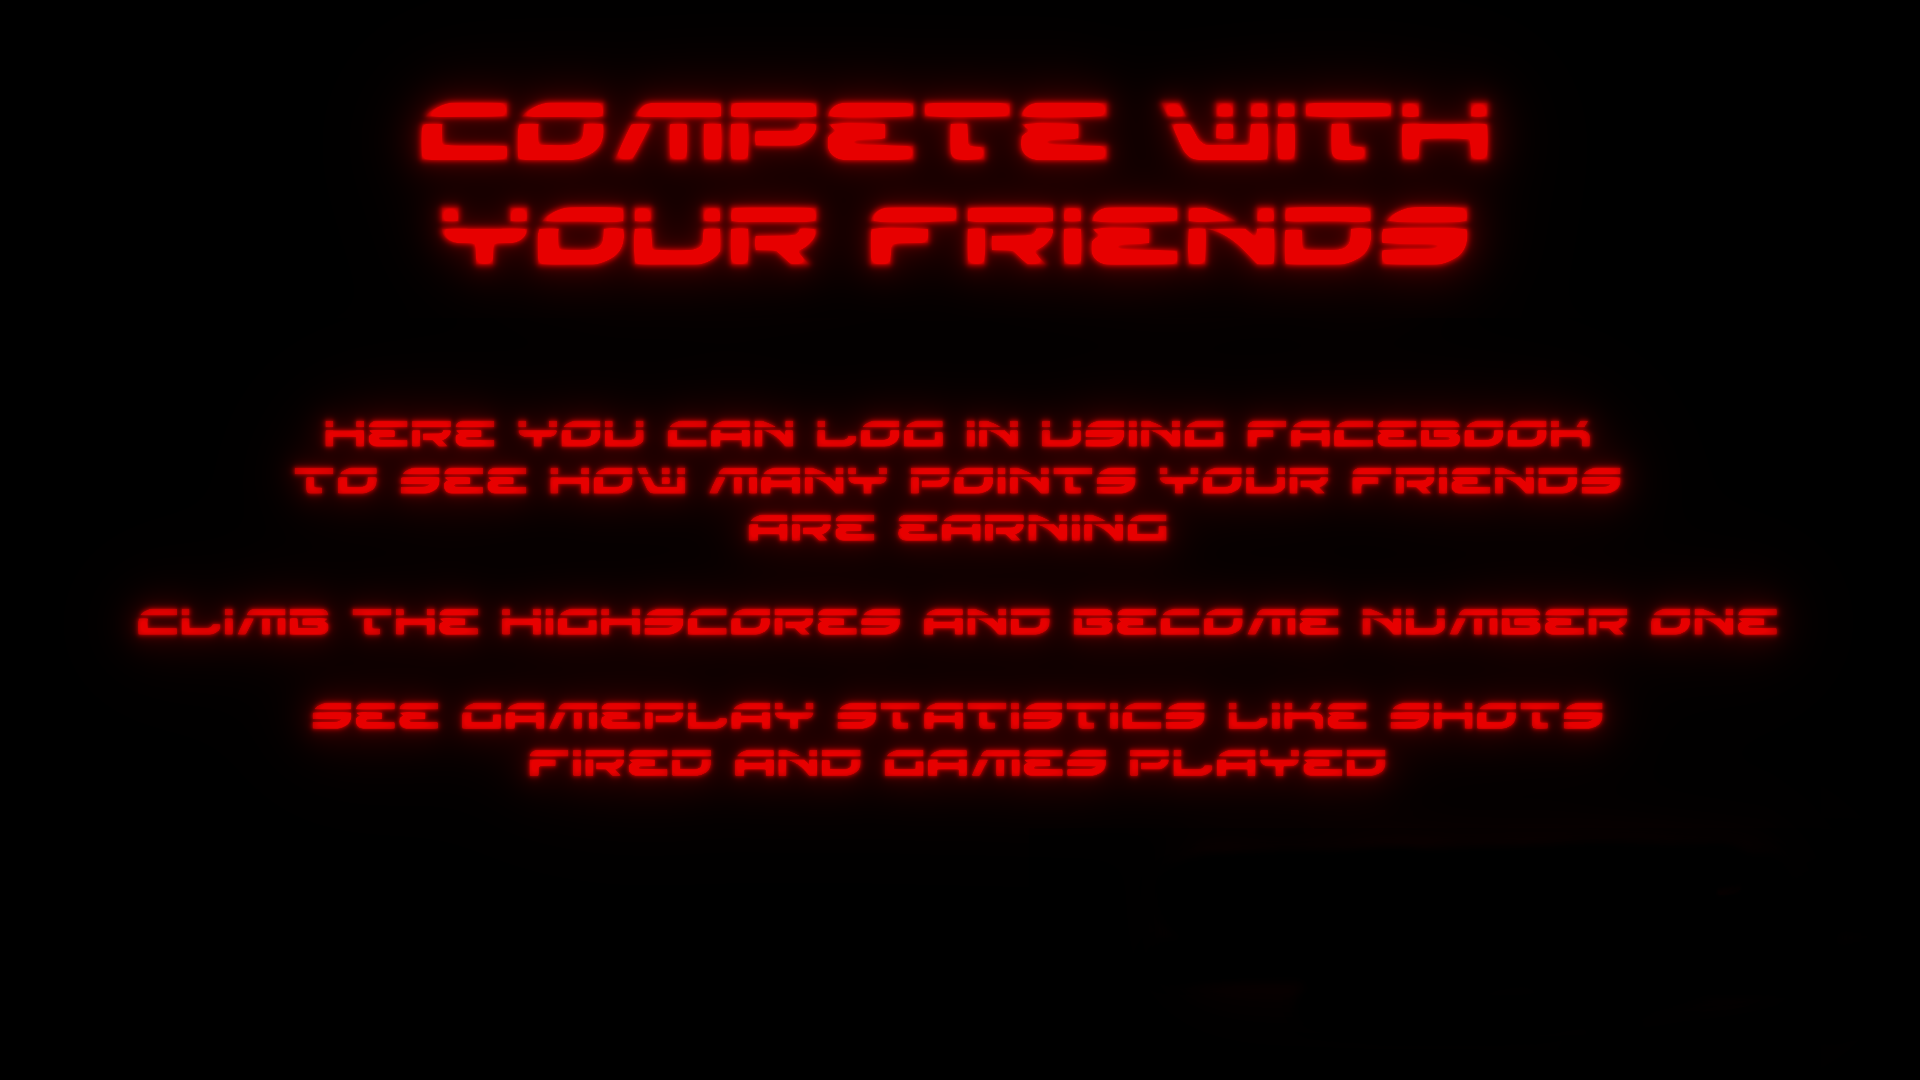 COMPETE WITH
YOUR FRIENDS
HERE YOU CAN LOG IN USING FACEBOOK
TO SEE HOW MANY POINTS YOUR FRIENDS
ARE EARNING
CLIMB THE HIGHSCORES AND BECOME NUMBER ONE
SEE GAMEPLAY STATISTICS LIKE SHOTS
FIRED AND GAMES PLAYED